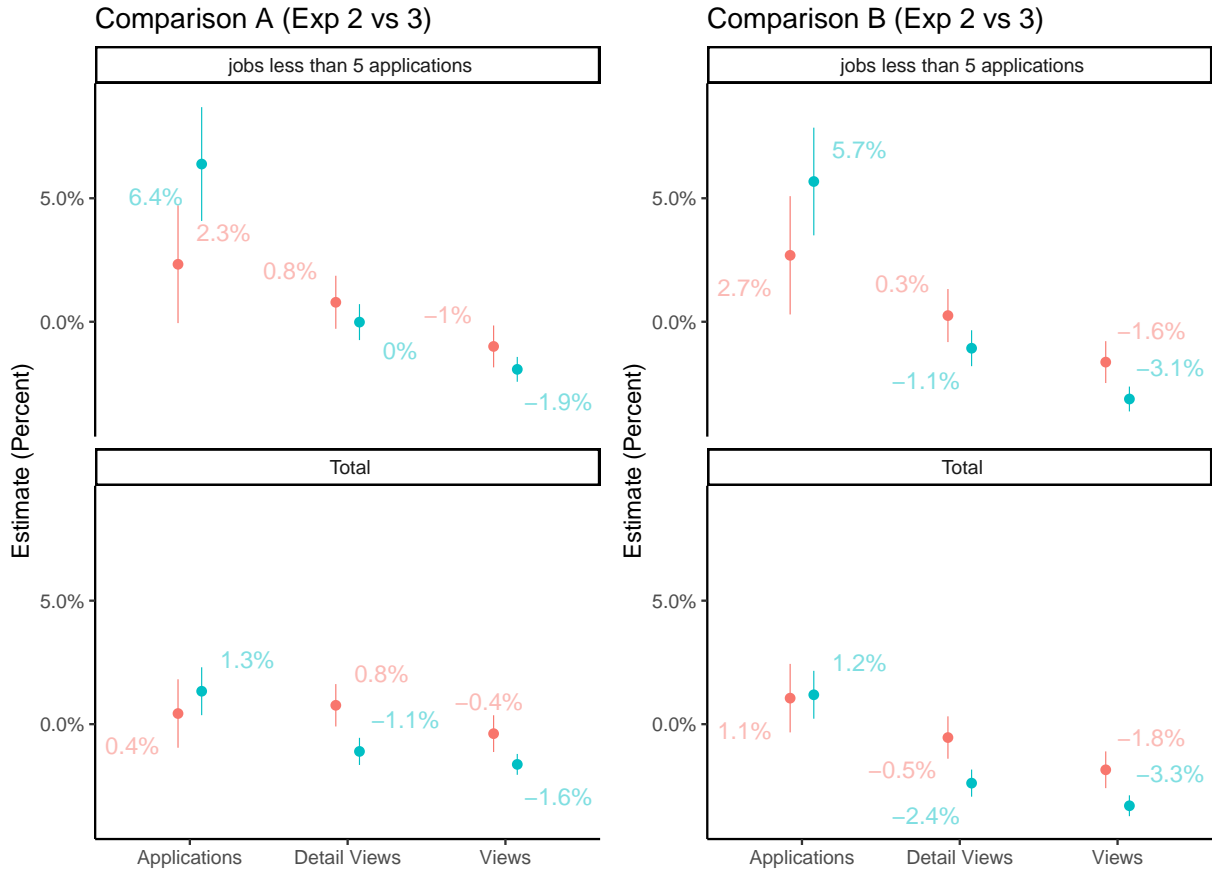 Comparison A (Exp 2 vs 3)
jobs less than 5 applications
5.0%
0.0%
6.4%
2.3%
0.8%
0%
−1%
−1.9%
Total
5.0%
0.0%
1.3%
0.4%
0.8%
−1.1%
−0.4%
−1.6%
Applications
Detail Views
Views
Estimate (Percent)
Comparison B (Exp 2 vs 3)
jobs less than 5 applications
5.7%
2.7%
0.3%
−1.1%
−1.6%
−3.1%
Total
1.2%
1.1%
−0.5%
−2.4%
−1.8%
−3.3%
Applications
Detail Views
Views
Estimate (Percent)
5.0%
0.0%
5.0%
0.0%